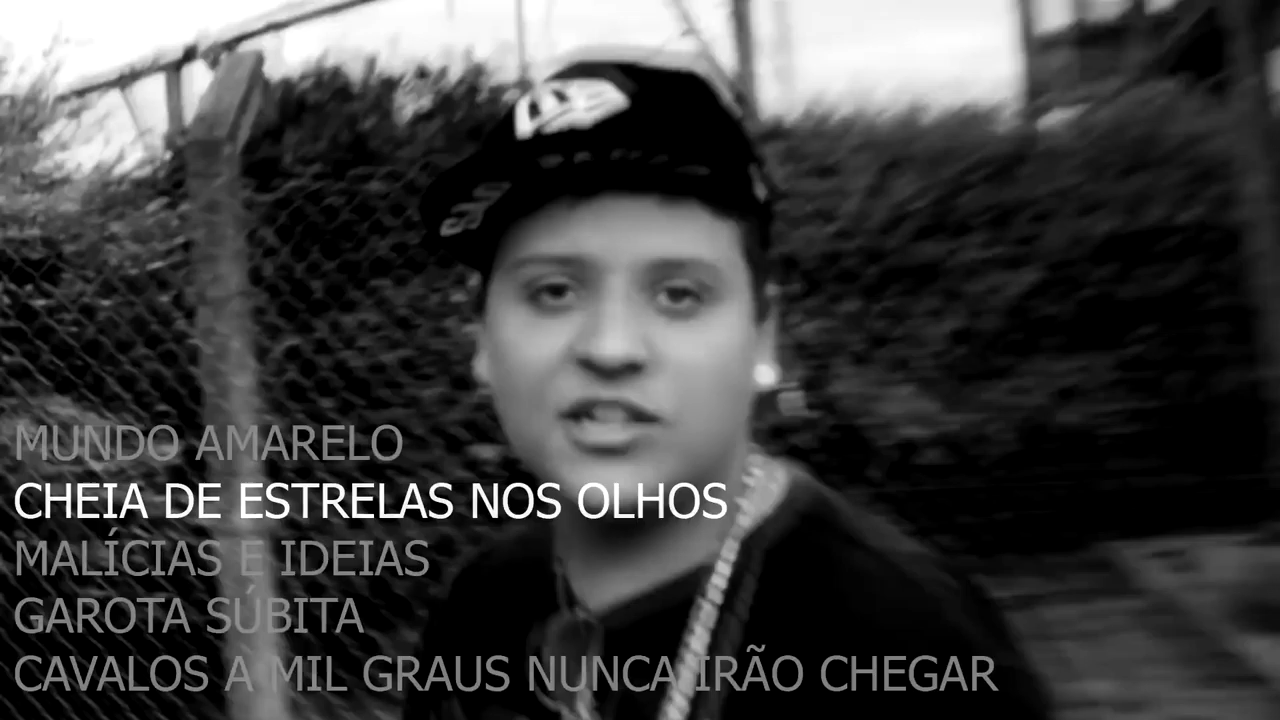 MUNDO AMARELO
CHEIA DE ESTRELAS NOS OLHOS
MALÍCIAS E IDEIAS
GAROTA SÚBITA
CAVALOS A MIL GRAUS NUNCA IRÃO CHEGAR